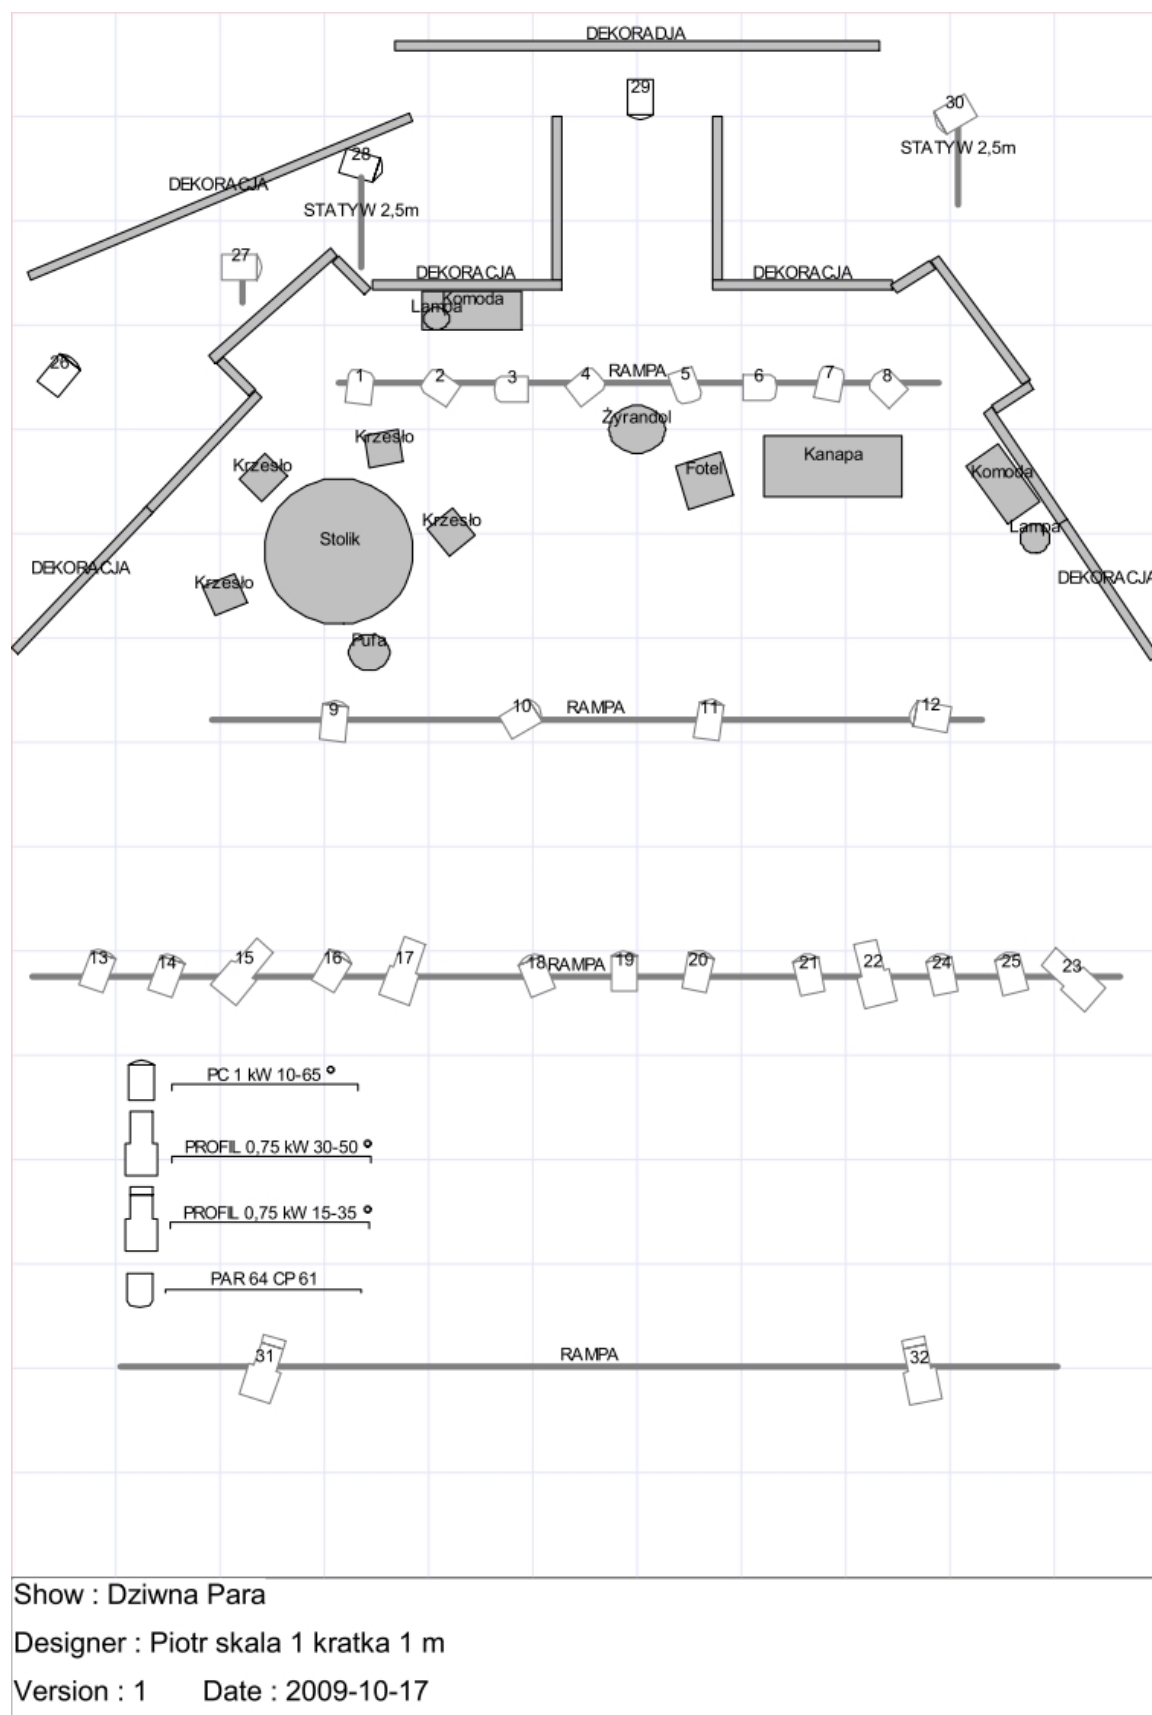 DEKORADJA
29
30
STATYW 2,5m
28
DEKORACJA
STATYW 2,5m
27
DEKORACJA
DEKORACJA
Komoda
Lampa
26
RAMPA
1 2 3 4 5 6 7 8
Żyrandol
Krzesło
Kanapa
Krzesło
Fotel
Komoda
Krzesło
Lampa
Stolik
DEKORACJA
DEKORACJA
Krzesło
Pufa
9 10 RAMPA 11 12
13 14 15 16 17 18 RAMPA 19 20 21 22 24 25 23
PC 1 kW 10-65 °
PROFIL 0,75 kW 30-50 °
PROFIL 0,75 kW 15-35 °
PAR 64 CP 61
31 RAMPA 32
Show : Dziwna Para
Designer : Piotr skala 1 kratka 1 m
Version : 1 Date : 2009-10-17